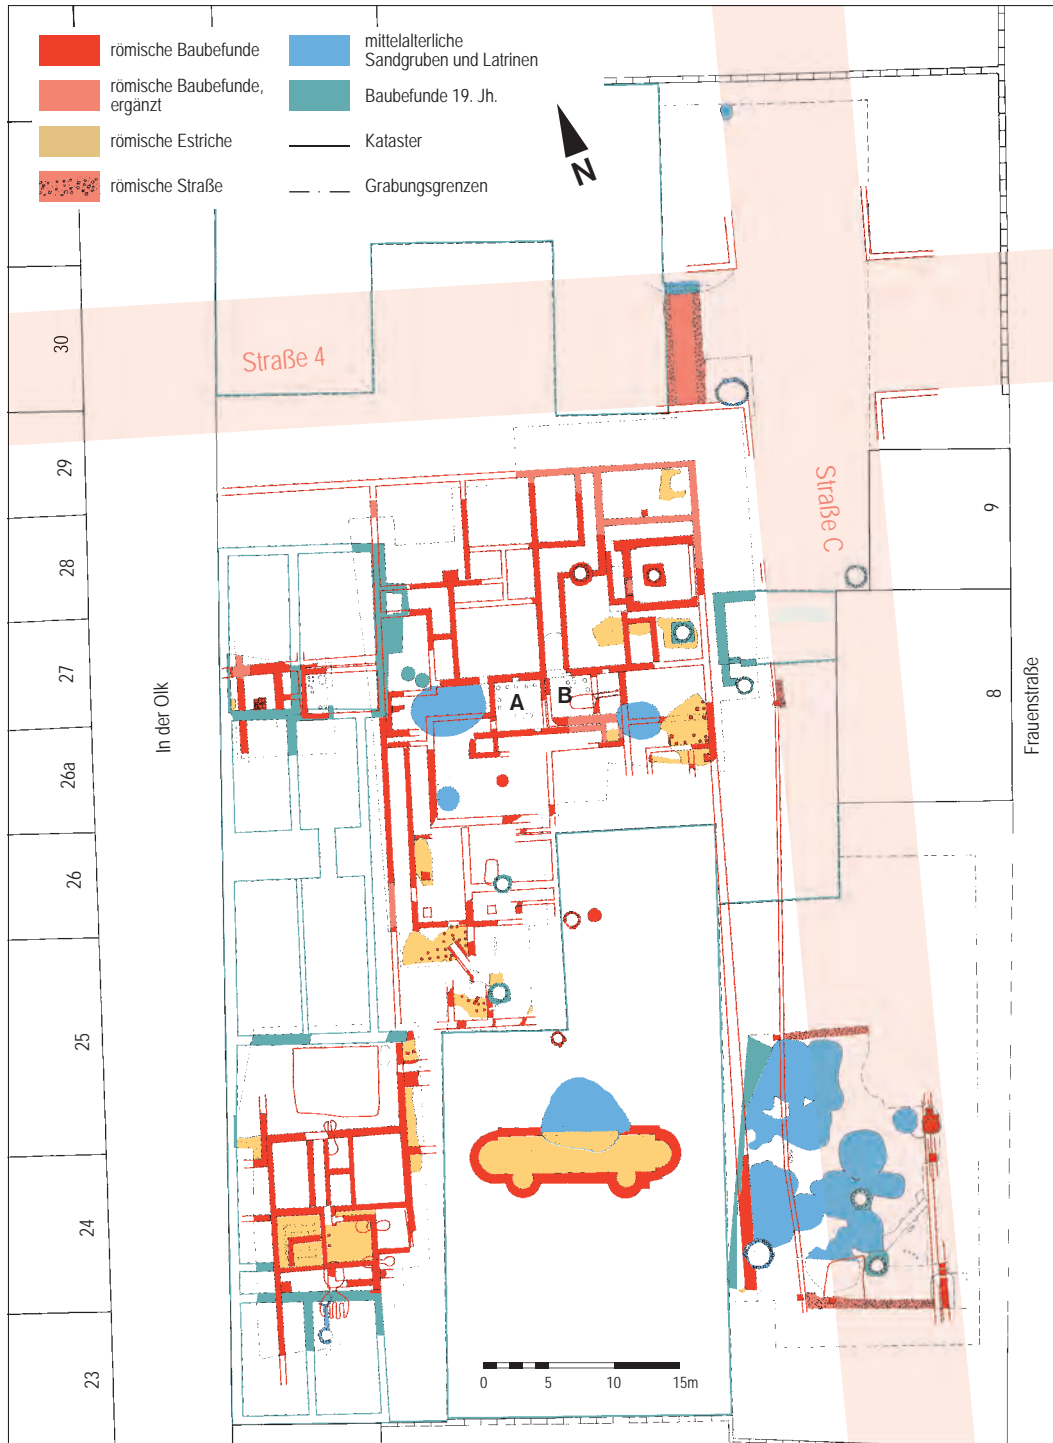 römische Baubefunde
römische Baubefunde,
ergänzt
römische Estriche
römische Straße
mittelalterliche
Sandgruben und Latrinen
Baubefunde 19. Jh.
Kataster
Grabungsgrenzen
N
30
Straße 4
29
28
27
26a
26
25
24
23
In der Olk
Straße C
9
8
Frauenstraße
A
B
0 5 10 15m